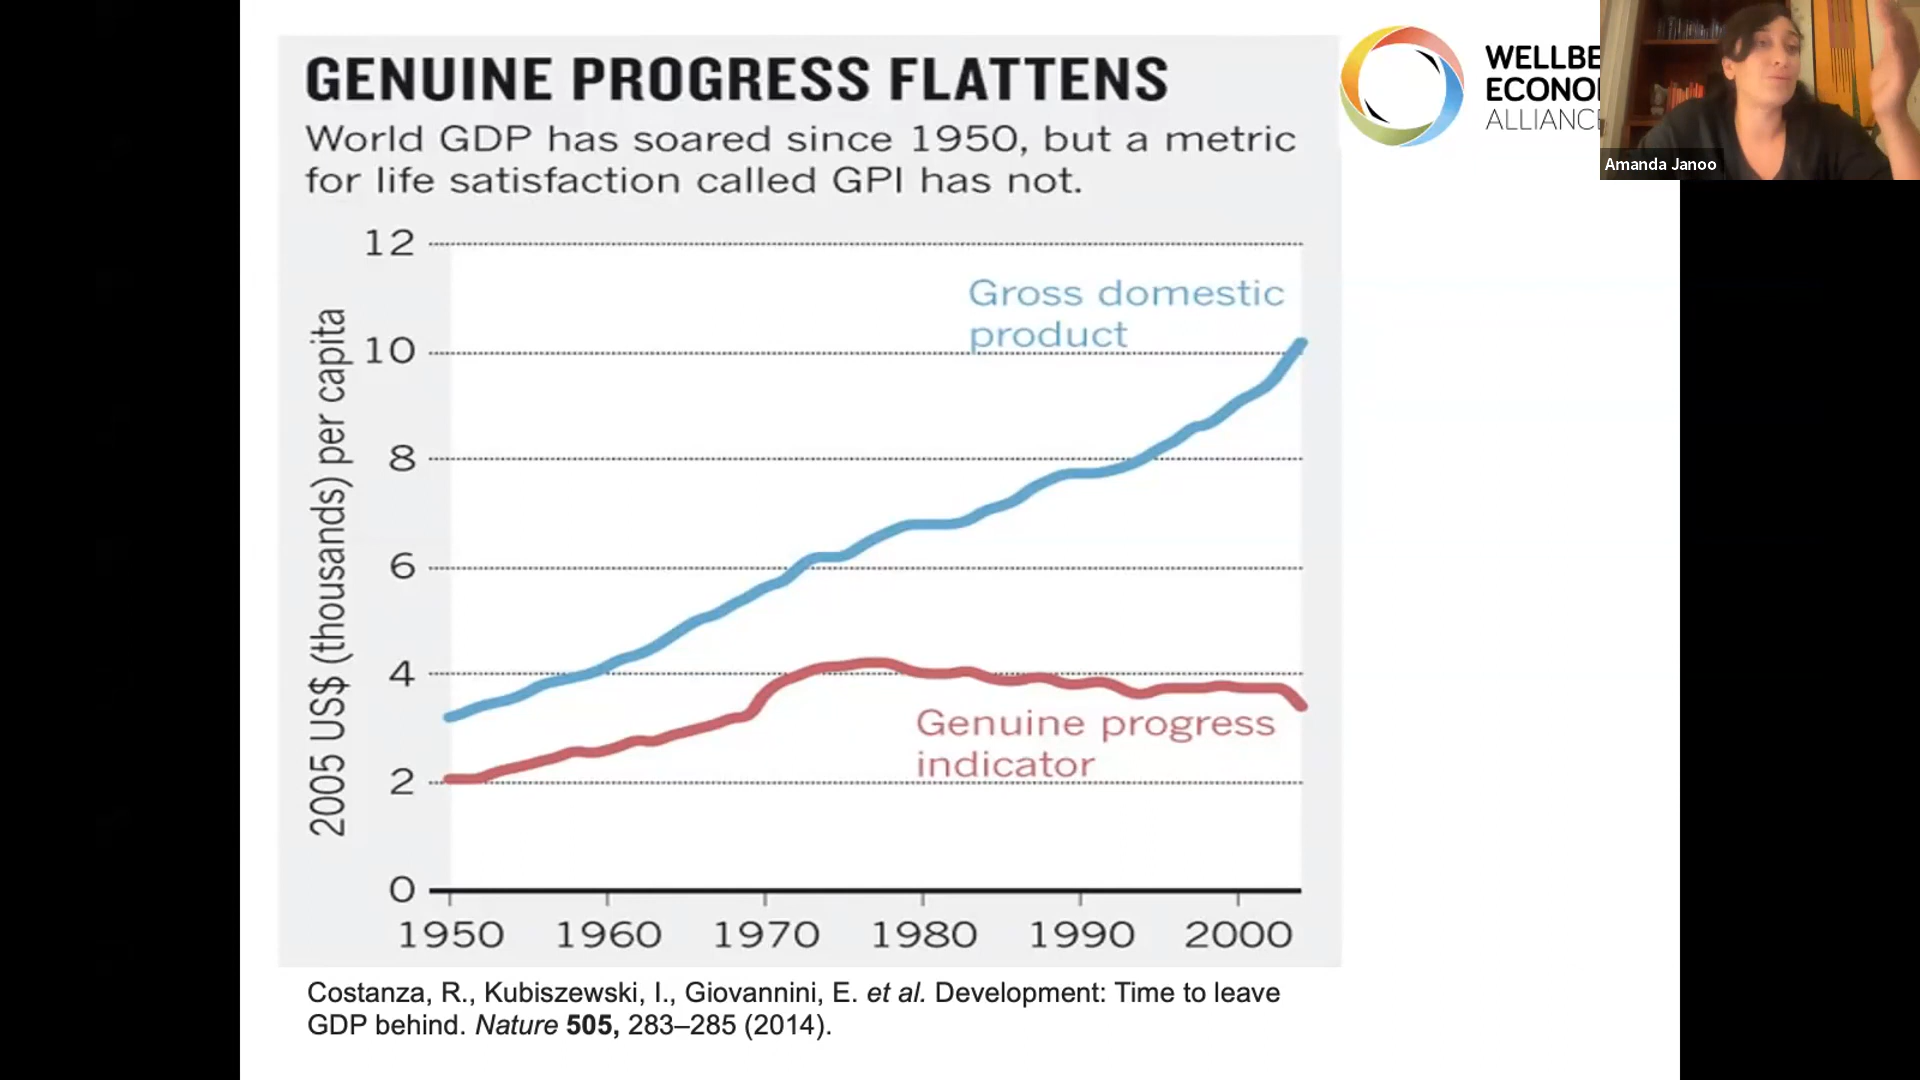 GENUINE PROGRESS FLATTENS
World GDP has soared since 1950, but a metric
for life satisfaction called GPI has not.
2005 US$ (thousands) per capita
12
10
8
6
4
2
0
Gross domestic
product
Genuine progress
indicator
1950 1960 1970 1980 1990 2000
Costanza, R., Kubiszewski, I., Giovannini, E. et al. Development: Time to leave
GDP behind. Nature 505, 283–285 (2014).
WELLBE
ECONO
ALLIANC
Amanda Janoo